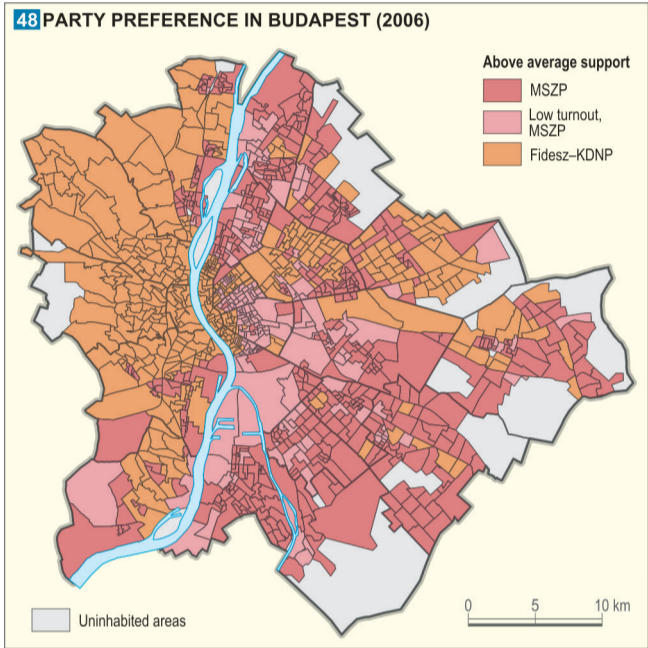 48 PARTY PREFERENCE IN BUDAPEST (2006)
Above average support
MSZP
Low turnout,
MSZP
Fidesz–KDNP
Uninhabited areas
0 5 10 km